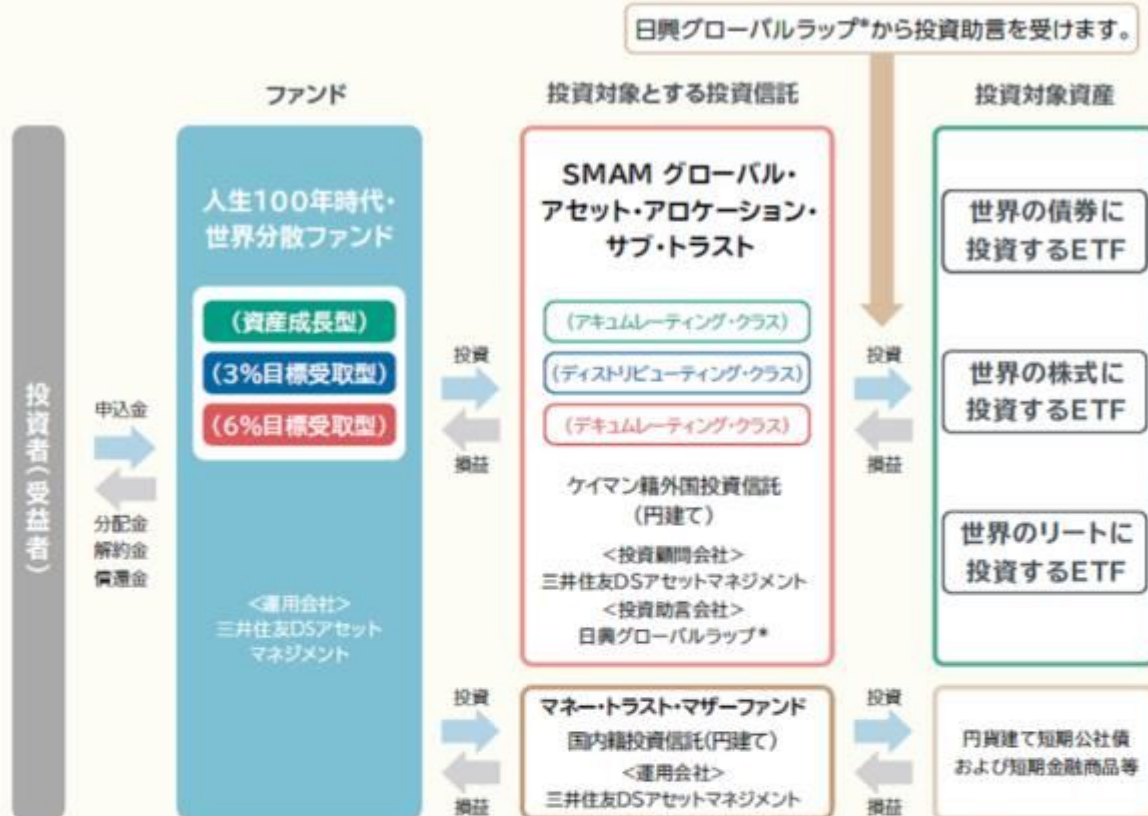 日興グローバルラップ*から投資助言を受けます。
ファンド
投資対象とする投資信託
投資対象資産
投資者(受益者)
申込金
分配金
解約金
償還金
人生100年時代・
世界分散ファンド
(資産成長型)
(3%目標受取型)
(6%目標受取型)
<運用会社>
三井住友DSアセット
マネジメント
投資
損益
SMAM グローバル・
アセット・アロケーション・
サブ・トラスト
(アキュムレーティング・クラス)
(ディストリビューティング・クラス)
(デキュムレーティング・クラス)
ケイマン籍外国投資信託
(円建て)
<投資顧問会社>
三井住友DSアセットマネジメント
<投資助言会社>
日興グローバルラップ*
投資
損益
世界の債券に
投資するETF
世界の株式に
投資するETF
世界のリートに
投資するETF
投資
損益
マネー・トラスト・マザーファンド
国内籍投資信託(円建て)
<運用会社>
三井住友DSアセットマネジメント
投資
損益
円貨建て短期公社債
および短期金融商品等